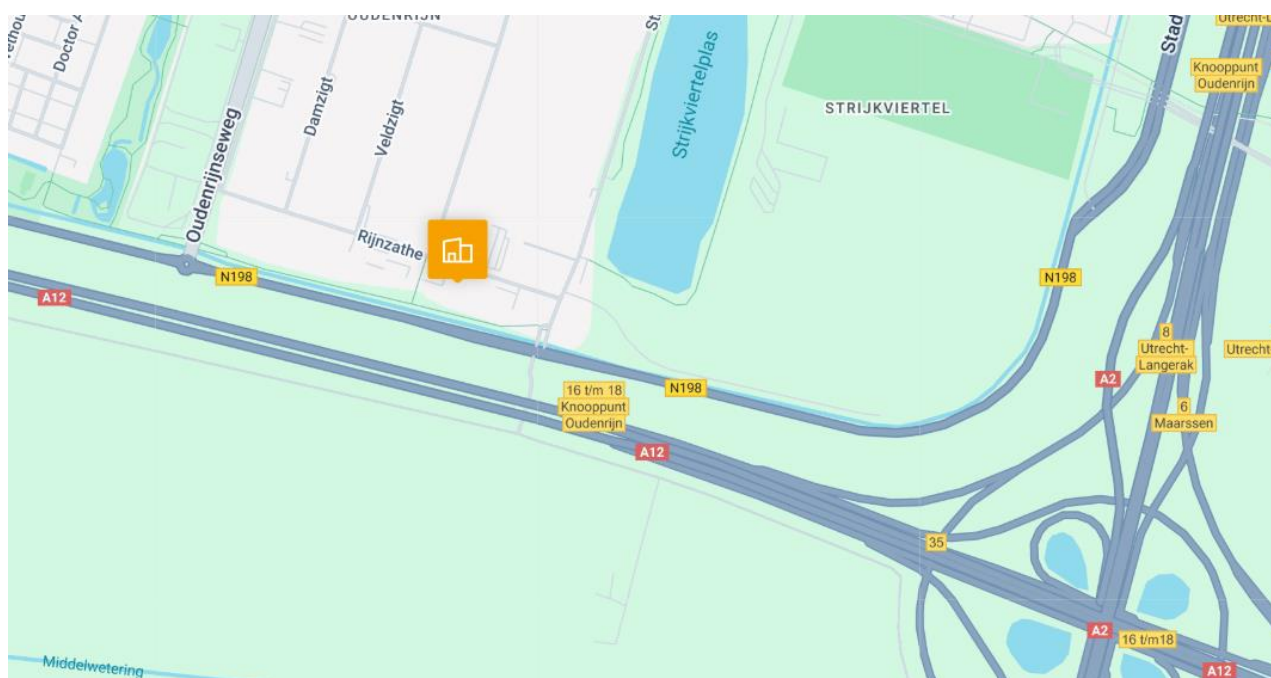 OUDENRIJN
Doctor A
Damzigt
Veldzigt
Oudenrijnseweg
Rijnzathe
Strijkviertelplas
STRIJKVIERTEL
Stad
Utrecht-L
Knooppunt
Oudenrijn
N198
A12
N198
8
Utrecht-
Langerak
Utrecht
A2
6
Maarssen
16 t/m 18
Knooppunt
Oudenrijn
N198
A12
35
A2
16 t/m18
A12
Middelwetering